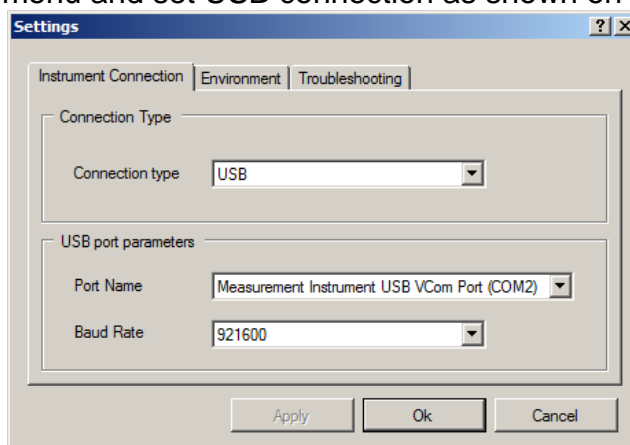 menu and set USB connection as shown on
Settings
Instrument Connection Environment Troubleshooting
Connection Type
Connection type USB
USB port parameters
Port Name Measurement Instrument USB VCom Port (COM2)
Baud Rate 921600
Apply Ok Cancel